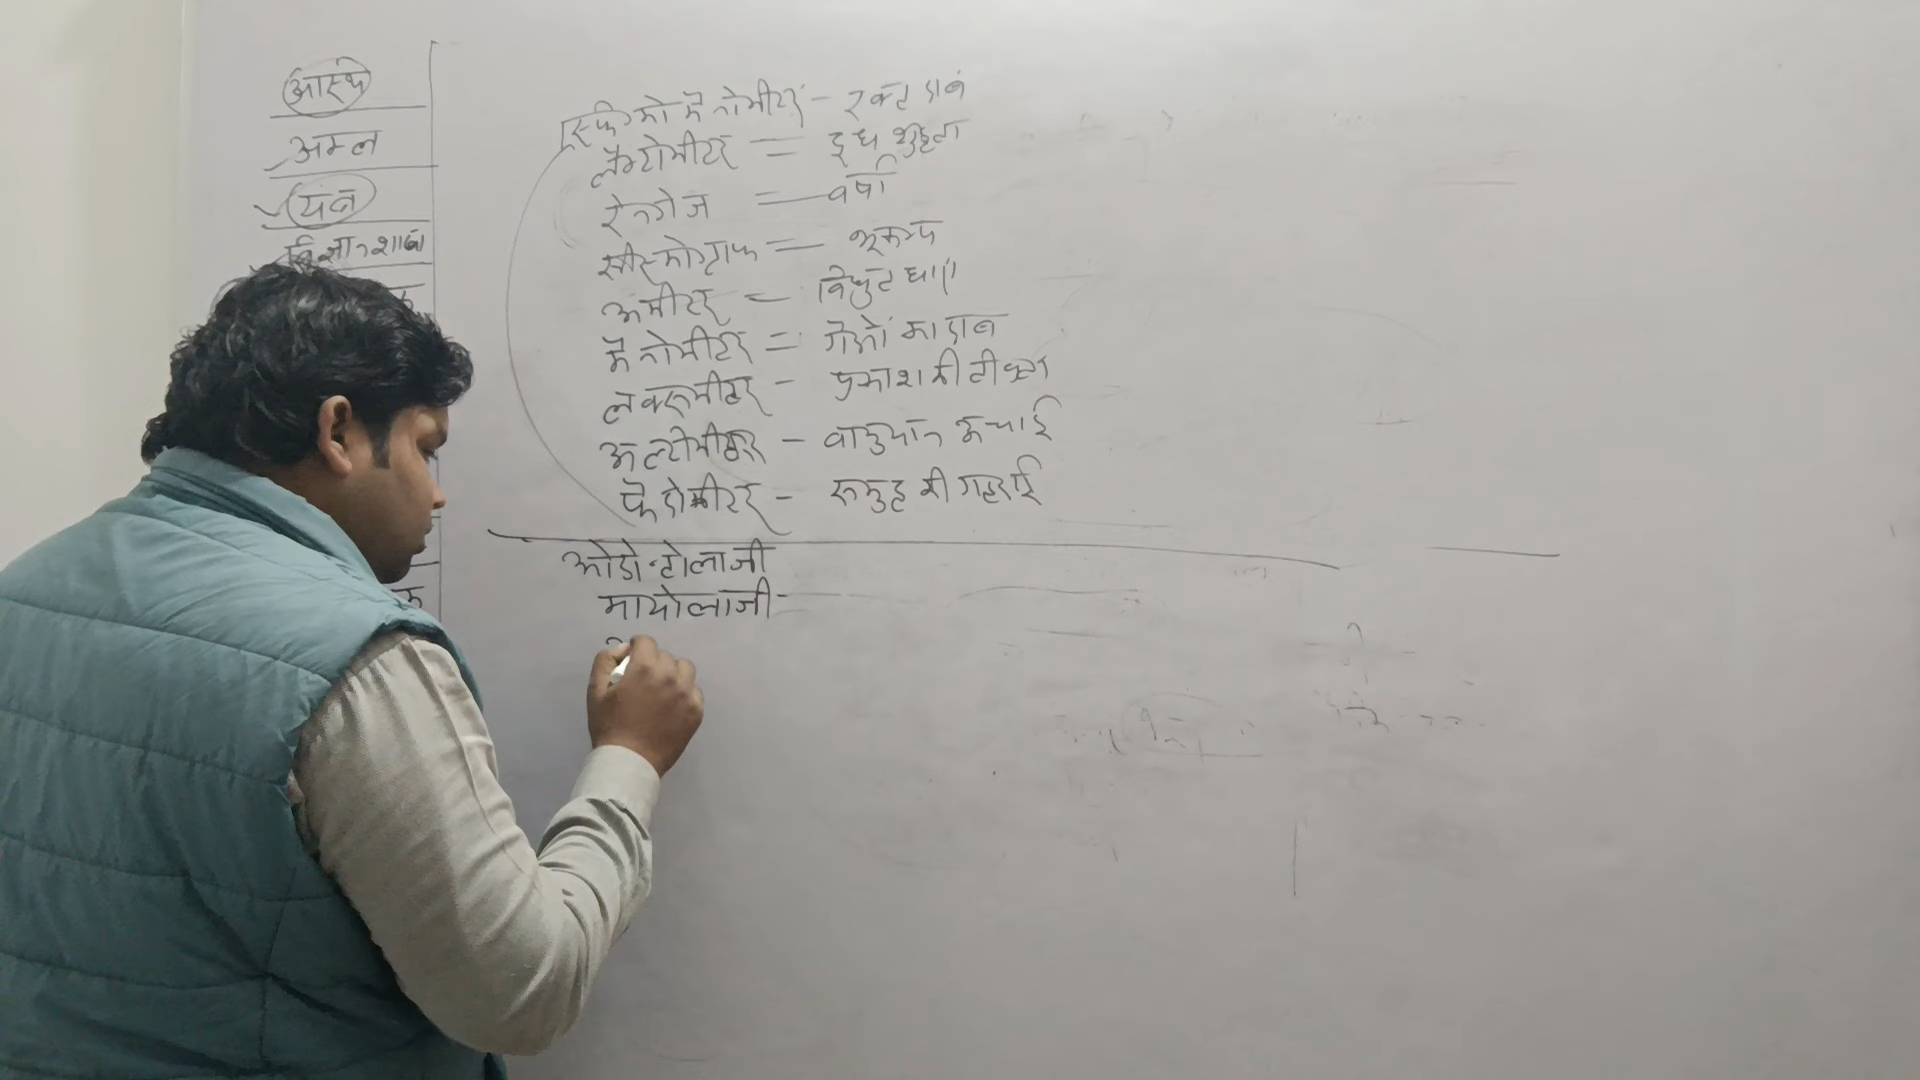 अम्ल
यंत्र
स्फिग्मो मैनोमीटर - रक्त दाब
लैक्टोमीटर = दुध शुद्धता
रेनगेज = वर्षा
सीस्मोग्राफ = भूकम्प
अमीटर = विधुत धारा
मैनोमीटर = गैसों का दाब
लक्समीटर - प्रकाश की तीव्रता
अल्टीमीटर - वायुयान ऊचाई
फैदोमीटर - समुद्र की गहराई
ओडोन्टोलाजी
मायोलाजी -